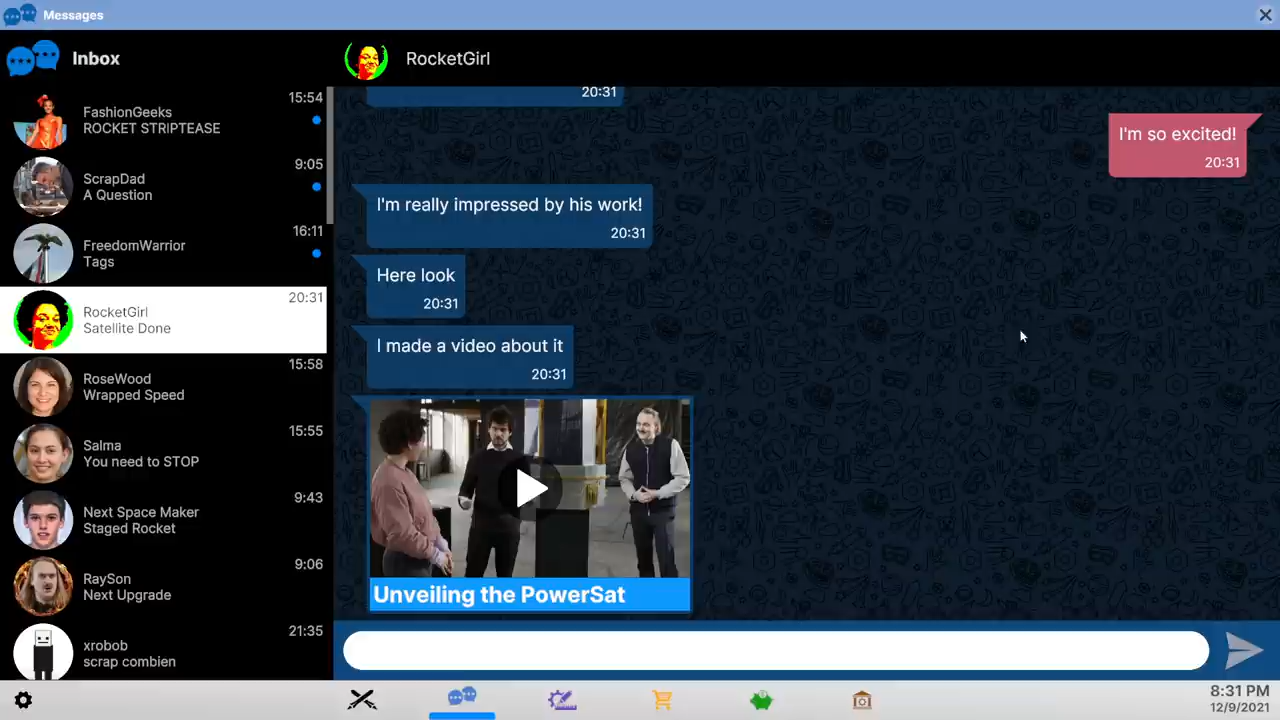 Messages
Inbox
RocketGirl
FashionGeeks
ROCKET STRIPTEASE
15:54
ScrapDad
A Question
9:05
FreedomWarrior
Tags
16:11
RocketGirl
Satellite Done
20:31
RoseWood
Wrapped Speed
15:58
Salma
You need to STOP
15:55
Next Space Maker
Staged Rocket
9:43
RaySon
Next Upgrade
9:06
xrobob
scrap combien
21:35
20:31
I'm so excited!
20:31
I'm really impressed by his work!
20:31
Here look
20:31
I made a video about it
20:31
Unveiling the PowerSat
8:31 PM
12/9/2021